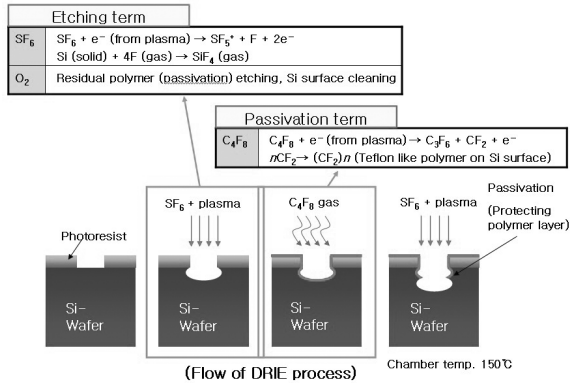 Etching term
SF6 SF6 + e− (from plasma) → SF5+ + F + 2e−
Si (solid) + 4F (gas) → SiF4 (gas)
O2 Residual polymer (passivation) etching, Si surface cleaning
Passivation term
C4F8 C4F8 + e− (from plasma) → C3F6 + CF2 + e−
nCF2 → (CF2)n (Teflon like polymer on Si surface)
Photoresist
Si-
Wafer
SF6 + plasma
Si-
Wafer
C4F8 gas
Si-
Wafer
SF6 + plasma
Passivation
(Protecting
polymer layer)
Si-
Wafer
Chamber temp. 150℃
(Flow of DRIE process)